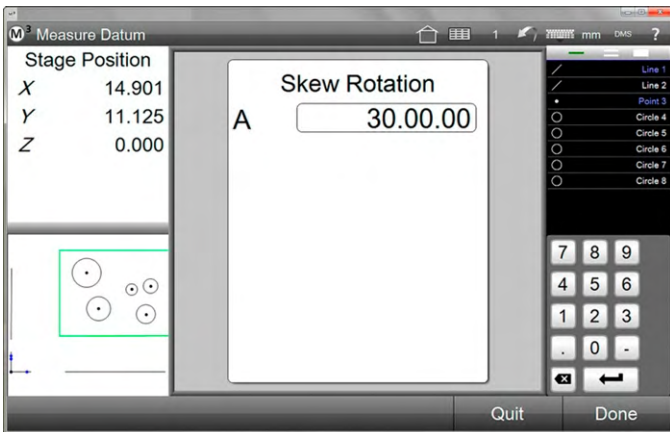 M³ Measure Datum
1
mm
DMS
?
Stage Position
X 14.901
Y 11.125
Z 0.000
Skew Rotation
A 30.00.00
Line 1
Line 2
Point 3
Circle 4
Circle 5
Circle 6
Circle 7
Circle 8
7 8 9
4 5 6
1 2 3
. 0 -
Quit
Done